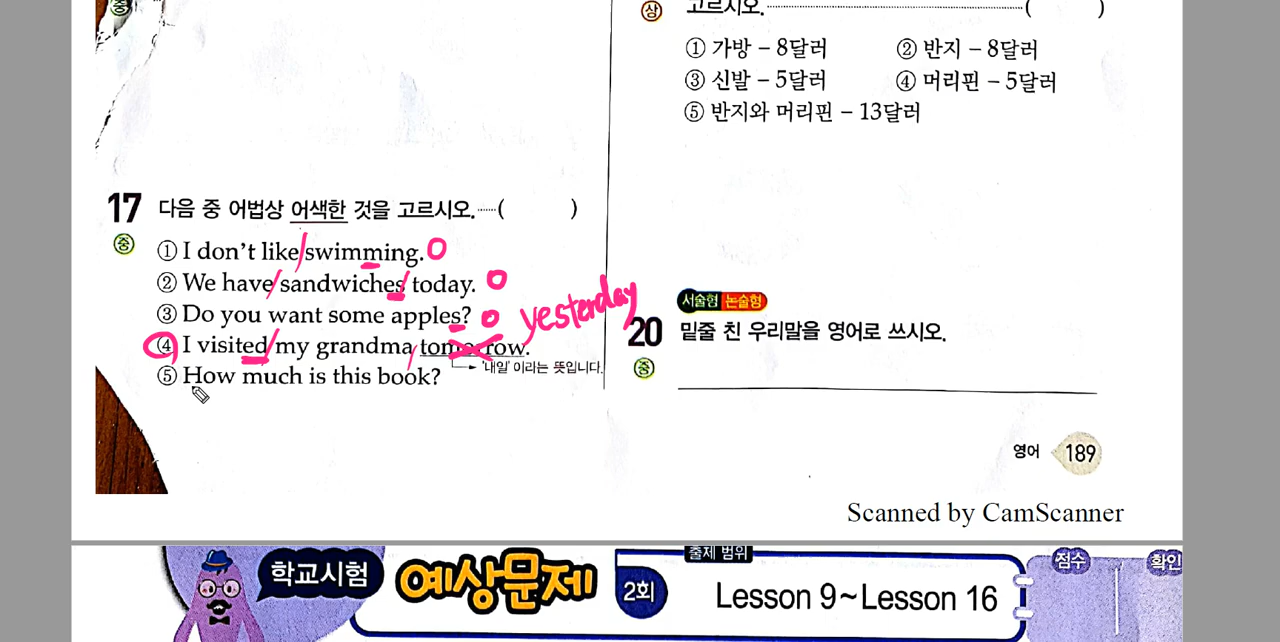 중
17 다음 중 어법상 어색한 것을 고르시오. ( )
중
① I don't like swimming.
② We have sandwiches today.
③ Do you want some apples?
yesterday
④ I visited my grandma tomorrow.
'내일' 이라는 뜻입니다.
⑤ How much is this book?
상 고르시오. ( )
① 가방 – 8달러 ② 반지 – 8달러
③ 신발 – 5달러 ④ 머리핀 – 5달러
⑤ 반지와 머리핀 – 13달러
서술형 논술형
20 밑줄 친 우리말을 영어로 쓰시오.
중
영어 189
Scanned by CamScanner
학교시험 예상문제 2회
출제 범위
Lesson 9~Lesson 16
점수 확인